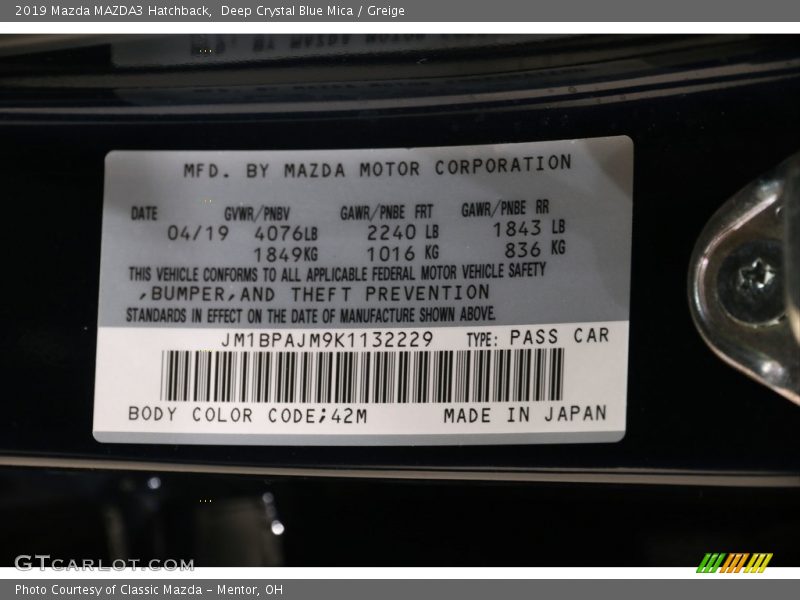 2019 Mazda MAZDA3 Hatchback,  Deep Crystal Blue Mica / Greige
MFD. BY MAZDA MOTOR CORPORATION
DATE GVWR/PNBV GAWR/PNBE FRT GAWR/PNBE RR
04/19 4076LB 2240 LB 1843 LB
1849KG 1016 KG 836 KG
THIS VEHICLE CONFORMS TO ALL APPLICABLE FEDERAL MOTOR VEHICLE SAFETY
,BUMPER,AND THEFT PREVENTION
STANDARDS IN EFFECT ON THE DATE OF MANUFACTURE SHOWN ABOVE.
JM1BPAJM9K1132229 TYPE: PASS CAR
BODY COLOR CODE;42M MADE IN JAPAN
GTCARLOT.COM
Photo Courtesy of Classic Mazda - Mentor, OH